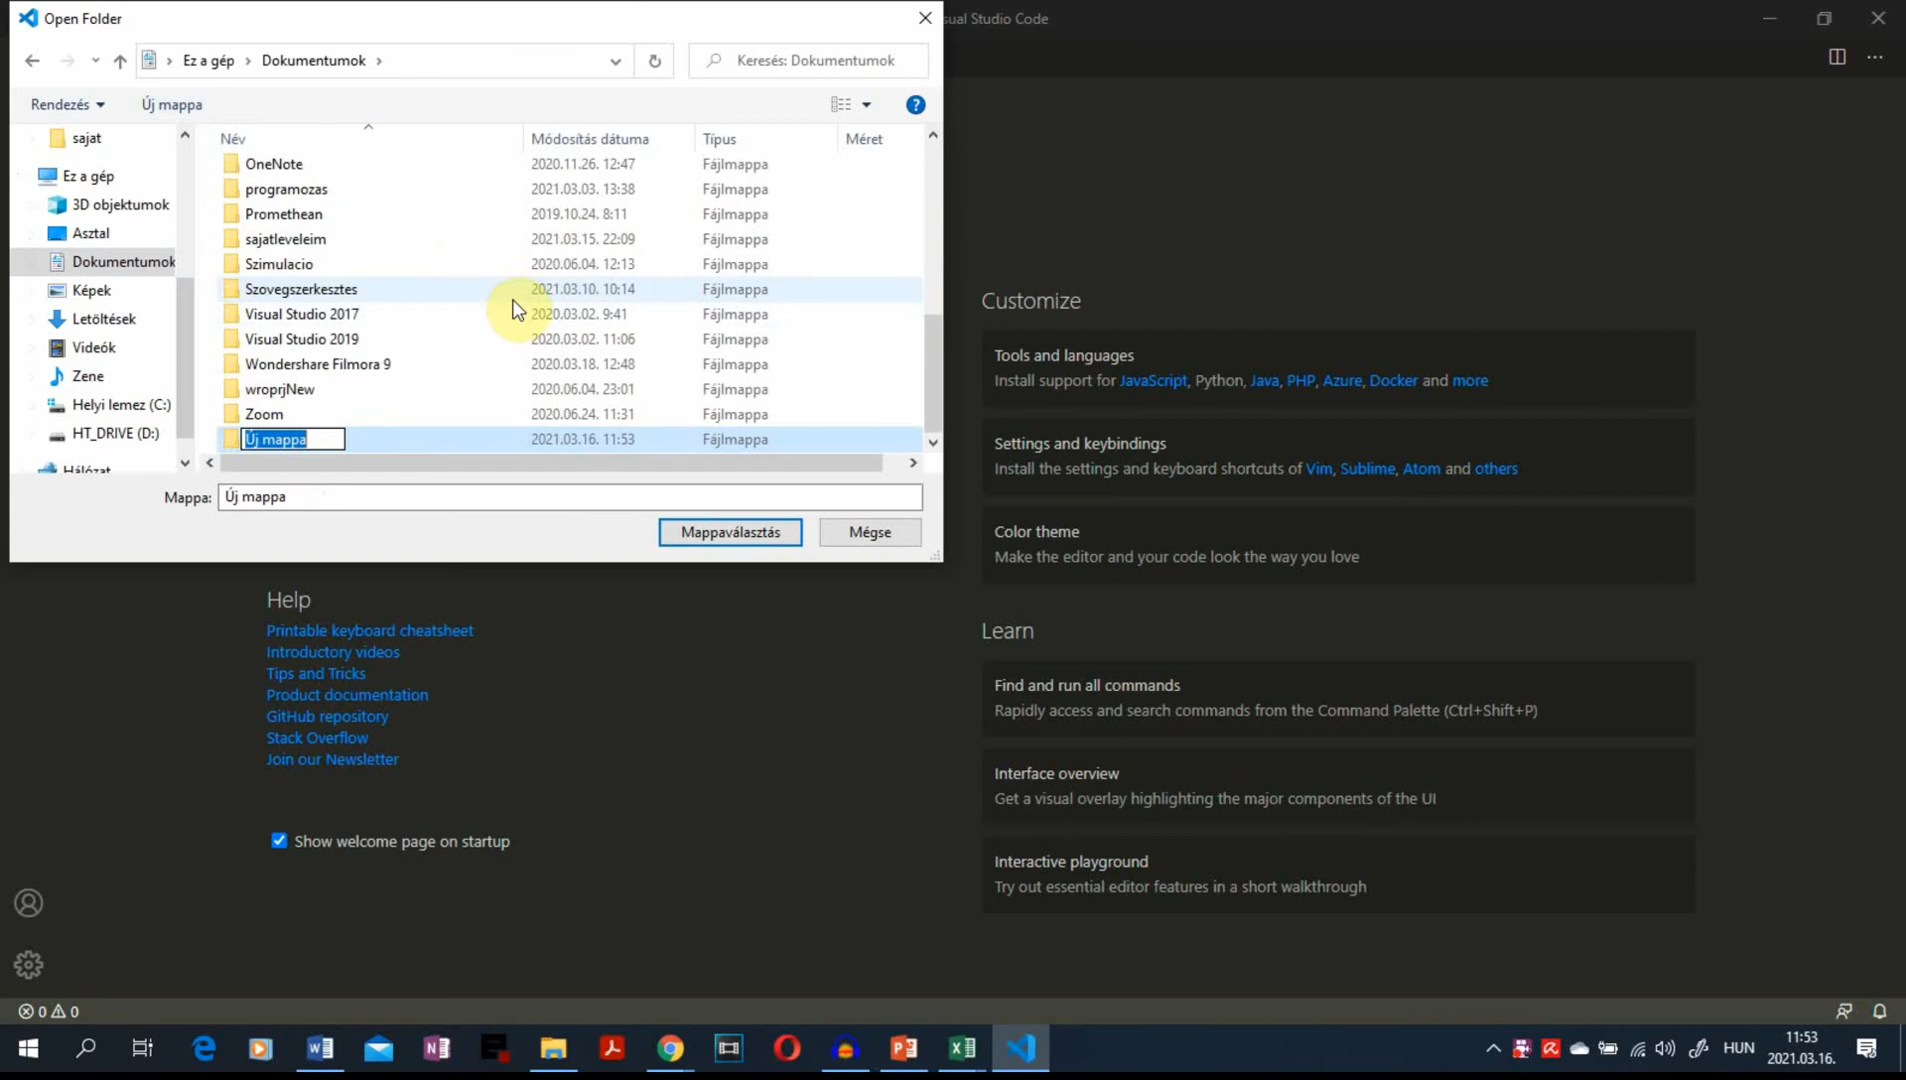 Open Folder
sual Studio Code
Ez a gép
Dokumentumok
Keresés: Dokumentumok
Rendezés
Új mappa
?
sajat
Ez a gép
3D objektumok
Asztal
Dokumentumok
Képek
Letöltések
Videók
Zene
Helyi lemez (C:)
HT_DRIVE (D:)
Hálózat
Név Módosítás dátuma Típus Méret
OneNote 2020.11.26. 12:47 Fájlmappa
programozas 2021.03.03. 13:38 Fájlmappa
Promethean 2019.10.24. 8:11 Fájlmappa
sajatleveleim 2021.03.15. 22:09 Fájlmappa
Szimulacio 2020.06.04. 12:13 Fájlmappa
Szovegszerkesztes 2021.03.10. 10:14 Fájlmappa
Visual Studio 2017 2020.03.02. 9:41 Fájlmappa
Visual Studio 2019 2020.03.02. 11:06 Fájlmappa
Wondershare Filmora 9 2020.03.18. 12:48 Fájlmappa
wroprjNew 2020.06.04. 23:01 Fájlmappa
Zoom 2020.06.24. 11:31 Fájlmappa
Új mappa 2021.03.16. 11:53 Fájlmappa
Mappa: Új mappa
Mappaválasztás
Mégse
Help
Printable keyboard cheatsheet
Introductory videos
Tips and Tricks
Product documentation
GitHub repository
Stack Overflow
Join our Newsletter
Show welcome page on startup
Customize
Tools and languages
Install support for JavaScript, Python, Java, PHP, Azure, Docker and more
Settings and keybindings
Install the settings and keyboard shortcuts of Vim, Sublime, Atom and others
Color theme
Make the editor and your code look the way you love
Learn
Find and run all commands
Rapidly access and search commands from the Command Palette (Ctrl+Shift+P)
Interface overview
Get a visual overlay highlighting the major components of the UI
Interactive playground
Try out essential editor features in a short walkthrough
0 0
HUN
11:53
2021.03.16.